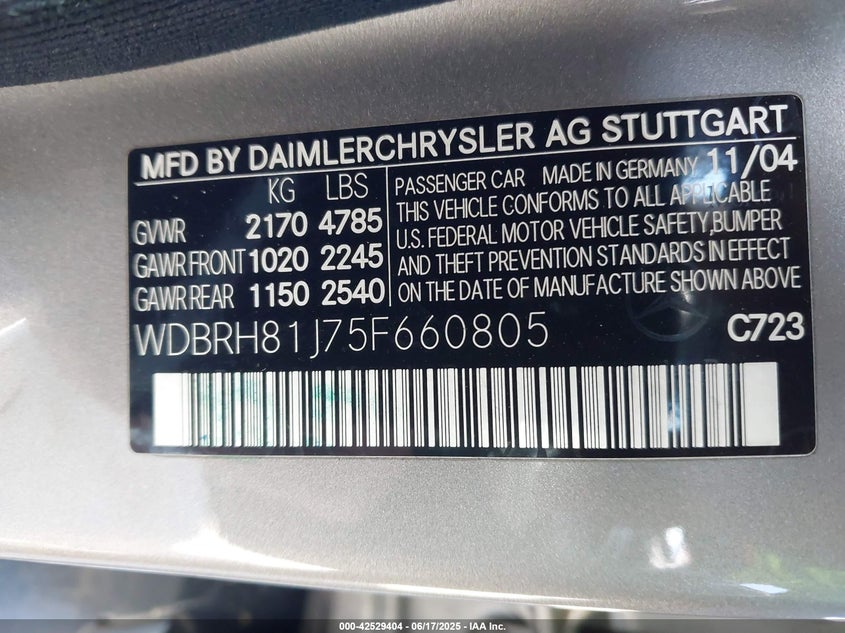 MFD BY DAIMLERCHRYSLER AG STUTTGART
KG LBS
GVWR 2170 4785
GAWR FRONT 1020 2245
GAWR REAR 1150 2540
PASSENGER CAR MADE IN GERMANY 11/04
THIS VEHICLE CONFORMS TO ALL APPLICABLE
U.S. FEDERAL MOTOR VEHICLE SAFETY,BUMPER
AND THEFT PREVENTION STANDARDS IN EFFECT
ON THE DATE OF MANUFACTURE SHOWN ABOVE
WDBRH81J75F660805 C723
000-42529404 - 06/17/2025 - IAA Inc.